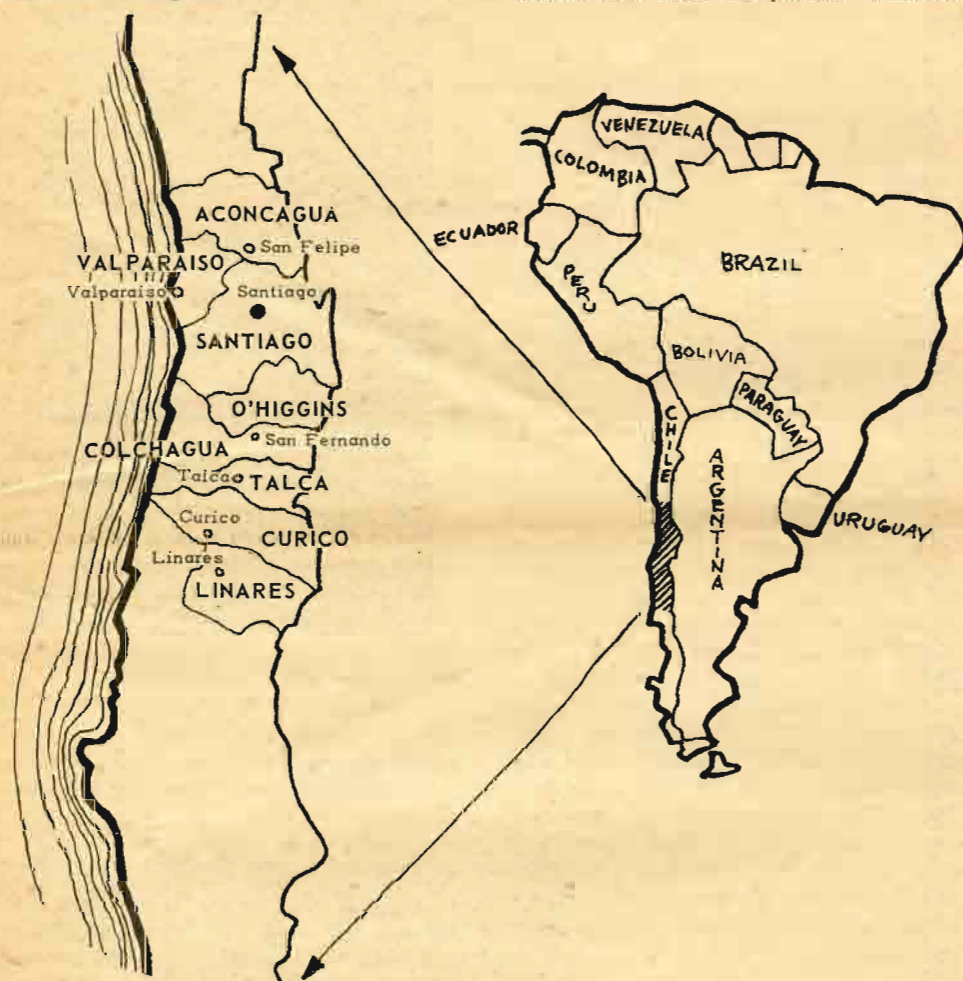 ACONCAGUA
San Felipe
VALPARAISO
Valparaiso
Santiago
SANTIAGO
O'HIGGINS
San Fernando
COLCHAGUA
Talca
TALCA
Curico
CURICO
Linares
LINARES
VENEZUELA
COLOMBIA
ECUADOR
BRAZIL
PERU
BOLIVIA
PARAGUAY
CHILE
ARGENTINA
URUGUAY